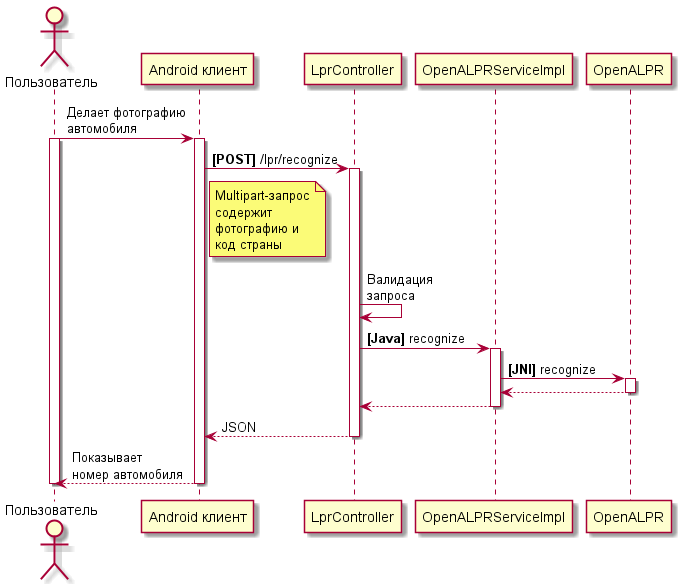 Пользователь
Android клиент
LprController
OpenALPRServiceImpl
OpenALPR
Делает фотографию
автомобиля
[POST] /lpr/recognize
Multipart-запрос
содержит
фотографию и
код страны
Валидация
запроса
[Java] recognize
[JNI] recognize
JSON
Показывает
номер автомобиля
Пользователь
Android клиент
LprController
OpenALPRServiceImpl
OpenALPR